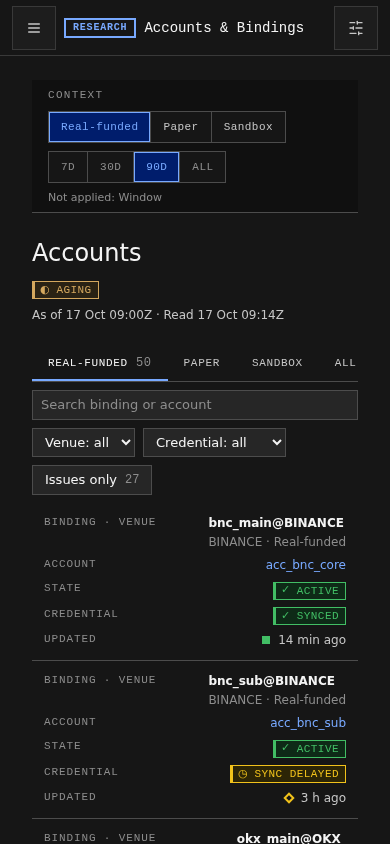 RESEARCH Accounts & Bindings
CONTEXT
Real-funded Paper Sandbox
7D 30D 90D ALL
Not applied: Window
Accounts
AGING
As of 17 Oct 09:00Z · Read 17 Oct 09:14Z
REAL-FUNDED 50 PAPER SANDBOX ALL
Search binding or account
Venue: all Credential: all
Issues only 27
BINDING · VENUE bnc_main@BINANCE
BINANCE · Real-funded
ACCOUNT acc_bnc_core
STATE ✓ ACTIVE
CREDENTIAL ✓ SYNCED
UPDATED 14 min ago
BINDING · VENUE bnc_sub@BINANCE
BINANCE · Real-funded
ACCOUNT acc_bnc_sub
STATE ✓ ACTIVE
CREDENTIAL SYNC DELAYED
UPDATED 3 h ago
BINDING · VENUE okx_main@OKX